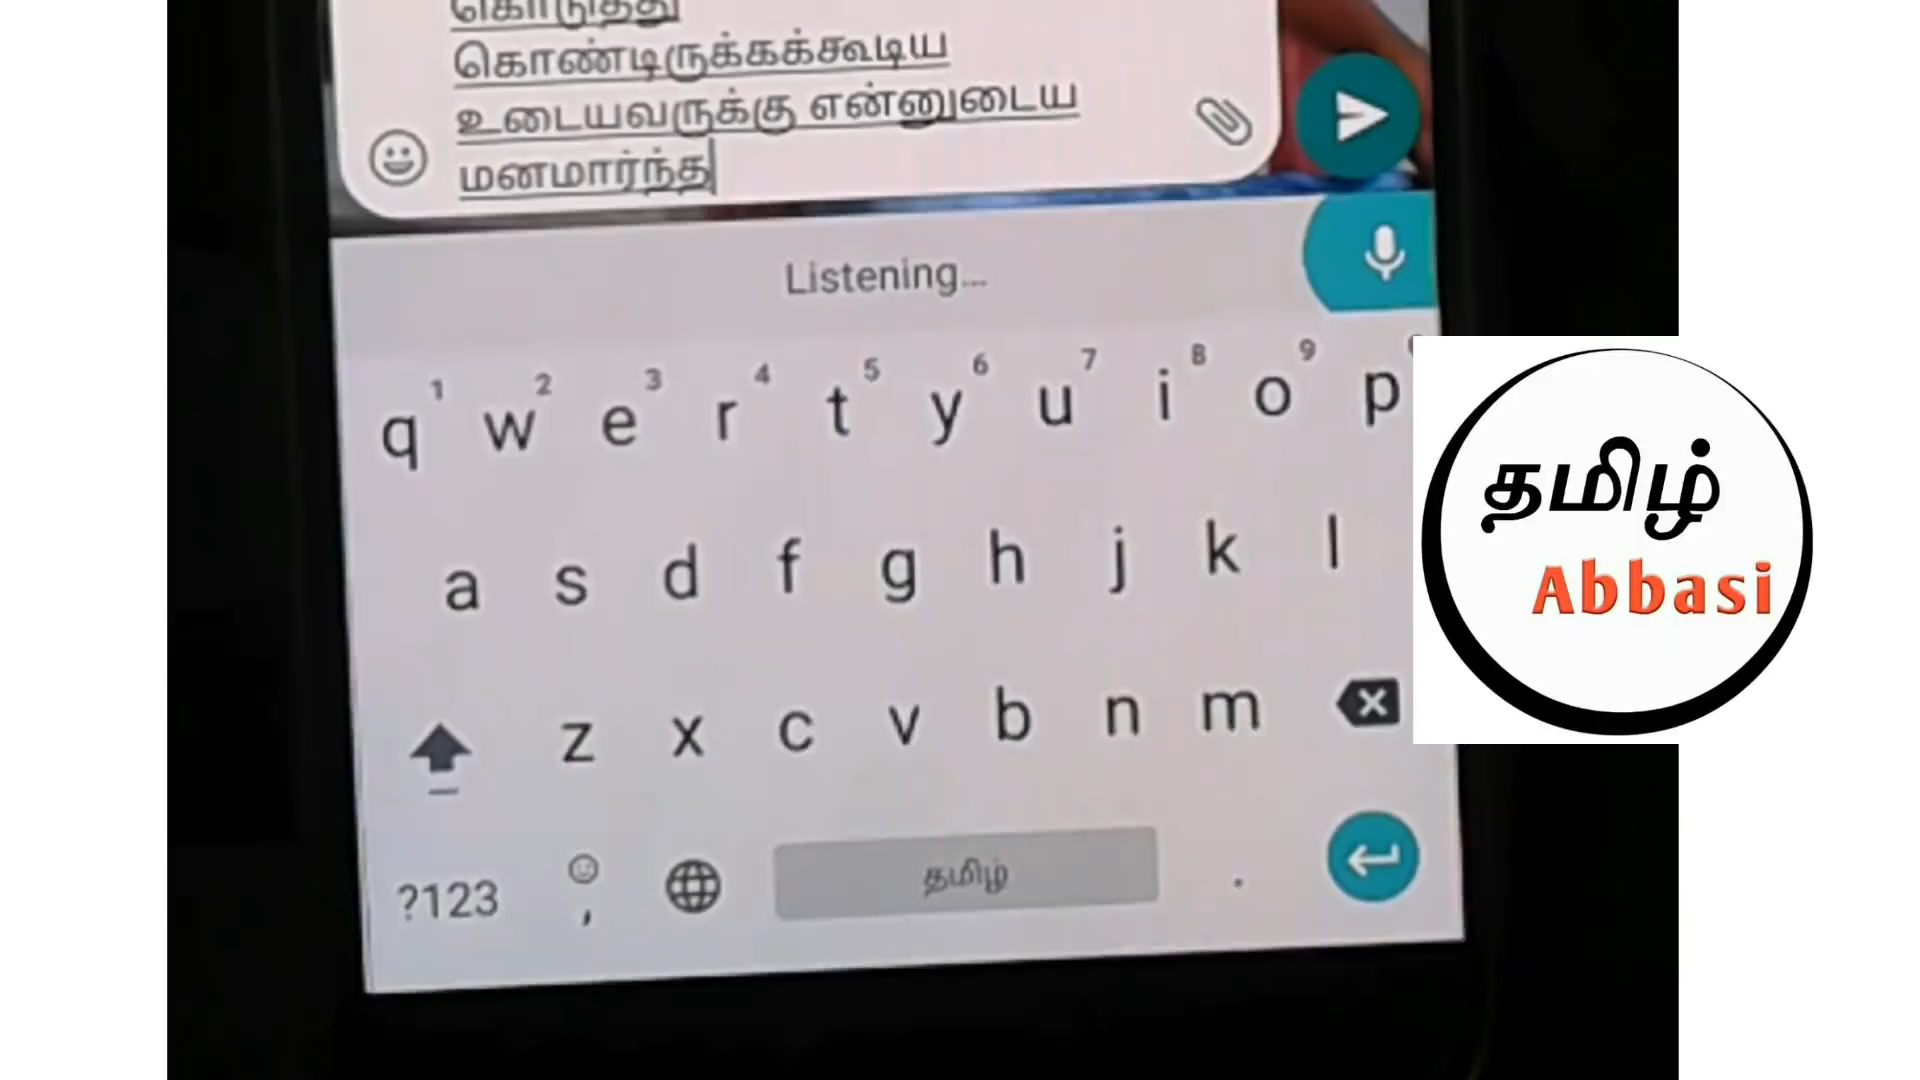 கொடுத்து
கொண்டிருக்கக்கூடிய
உடையவருக்கு என்னுடைய
மனமார்ந்த
Listening...
1 2 3 4 5 6 7 8 9
q w e r t y u i o p
a s d f g h j k l
z x c v b n m
?123 , தமிழ் .
தமிழ்
Abbasi